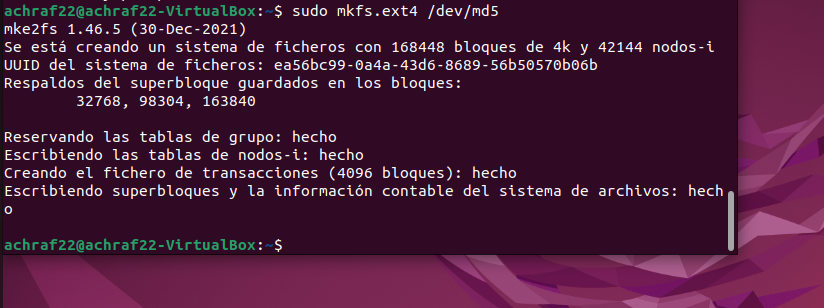 achraf22@achraf22-VirtualBox:~$ sudo mkfs.ext4 /dev/md5
mke2fs 1.46.5 (30-Dec-2021)
Se está creando un sistema de ficheros con 168448 bloques de 4k y 42144 nodos-i
UUID del sistema de ficheros: ea56bc99-0a4a-43d6-8689-56b50570b06b
Respaldos del superbloque guardados en los bloques:
        32768, 98304, 163840

Reservando las tablas de grupo: hecho
Escribiendo las tablas de nodos-i: hecho
Creando el fichero de transacciones (4096 bloques): hecho
Escribiendo superbloques y la información contable del sistema de archivos: hech
o

achraf22@achraf22-VirtualBox:~$